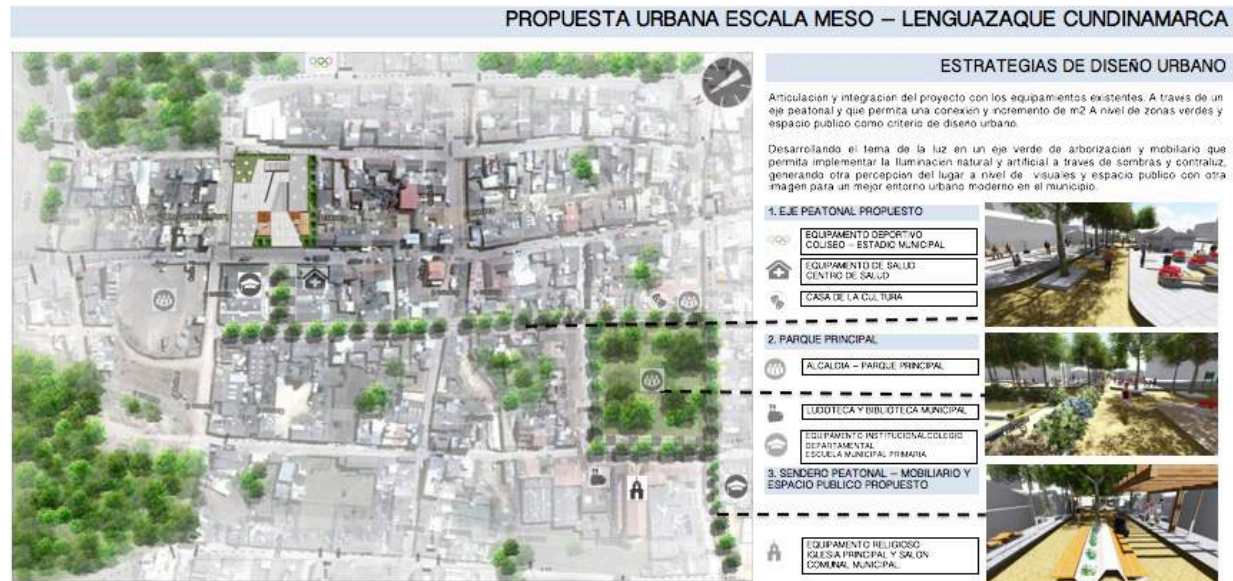 PROPUESTA URBANA ESCALA MESO – LENGUAZAQUE CUNDINAMARCA
ESTRATEGIAS DE DISEÑO URBANO
Articulacion y integracion del proyecto con los equipamientos existentes. A traves de un
eje peatonal y que permita una conexion y incremento de m2 A nivel de zonas verdes y
espacio publico como criterio de diseño urbano.
Desarrollando el tema de la luz en un eje verde de arborizacion y mobiliario que
permita implementar la Iluminacion natural y artificial a traves de sombras y contraluz,
generando otra percepcion del lugar a nivel de visuales y espacio publico con otra
imagen para un mejor entorno urbano moderno en el municipio.
1. EJE PEATONAL PROPUESTO
EQUIPAMENTO DEPORTIVO
COLISEO – ESTADIO MUNICIPAL
EQUIPAMENTO DE SALUD
CENTRO DE SALUD
CASA DE LA CULTURA
2. PARQUE PRINCIPAL
ALCALDIA – PARQUE PRINCIPAL
LUDOTECA Y BIBLIOTECA MUNICIPAL
EQUIPAMENTO INSTITUCIONALCOLEGIO
DEPARTAMENTAL
ESCUELA MUNICIPAL PRIMARIA
3. SENDERO PEATONAL – MOBILIARIO Y
ESPACIO PUBLICO PROPUESTO
EQUIPAMENTO RELIGIOSO
IGLESIA PRINCIPAL Y SALON
COMUNAL MUNICIPAL